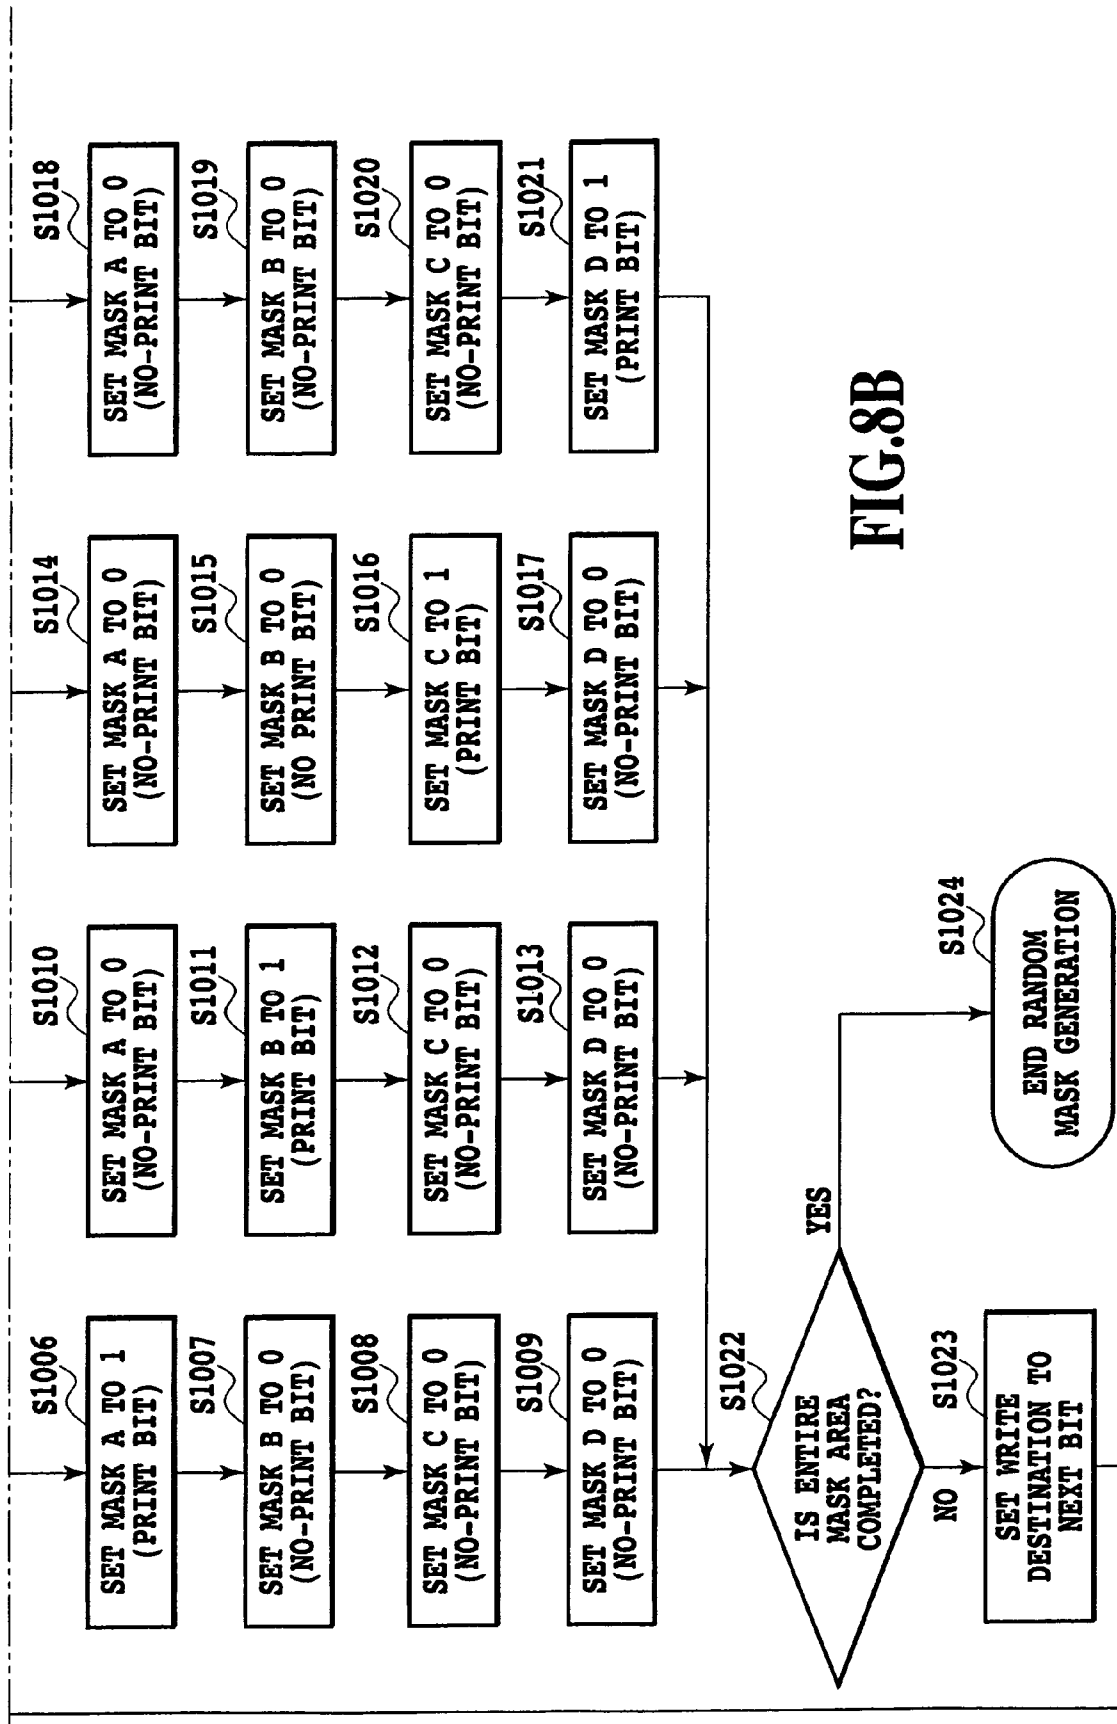 S1006
SET MASK A TO 1
(PRINT BIT)
S1007
SET MASK B TO 0
(NO-PRINT BIT)
S1008
SET MASK C TO 0
(NO-PRINT BIT)
S1009
SET MASK D TO 0
(NO-PRINT BIT)
S1010
SET MASK A TO 0
(NO-PRINT BIT)
S1011
SET MASK B TO 1
(PRINT BIT)
S1012
SET MASK C TO 0
(NO-PRINT BIT)
S1013
SET MASK D TO 0
(NO-PRINT BIT)
S1014
SET MASK A TO 0
(NO-PRINT BIT)
S1015
SET MASK B TO 0
(NO PRINT BIT)
S1016
SET MASK C TO 1
(PRINT BIT)
S1017
SET MASK D TO 0
(NO-PRINT BIT)
S1018
SET MASK A TO 0
(NO-PRINT BIT)
S1019
SET MASK B TO 0
(NO-PRINT BIT)
S1020
SET MASK C TO 0
(NO-PRINT BIT)
S1021
SET MASK D TO 1
(PRINT BIT)
S1022
IS ENTIRE
MASK AREA
COMPLETED?
YES
NO
S1023
SET WRITE
DESTINATION TO
NEXT BIT
S1024
END RANDOM
MASK GENERATION
FIG.8B